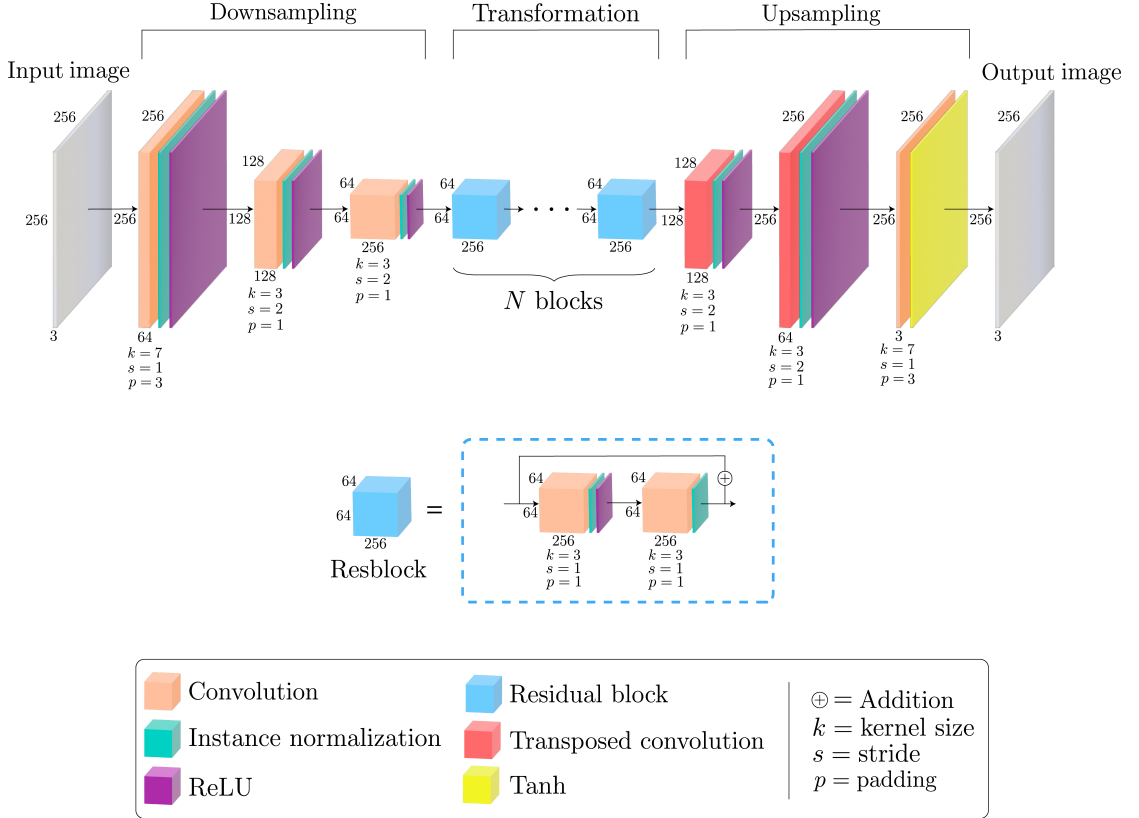 Downsampling
Transformation
Upsampling
Input image
Output image
256
256
3
256
256
64
k = 7
s = 1
p = 3
128
128
128
k = 3
s = 2
p = 1
64
64
256
k = 3
s = 2
p = 1
64
64
256
· · · ·
64
64
256
N blocks
128
128
128
k = 3
s = 2
p = 1
256
256
64
k = 3
s = 2
p = 1
256
256
3
k = 7
s = 1
p = 3
256
256
3
64
64
256
Resblock
=
64
64
256
k = 3
s = 1
p = 1
64
64
256
k = 3
s = 1
p = 1
+
Convolution
Instance normalization
ReLU
Residual block
Transposed convolution
Tanh
⊕ = Addition
k = kernel size
s = stride
p = padding